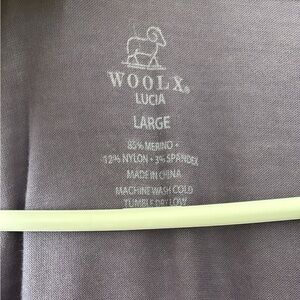 WOOLX®
LUCIA
LARGE
85% MERINO •
12% NYLON • 3% SPANDEX
MADE IN CHINA
MACHINE WASH COLD
TUMBLE DRY LOW